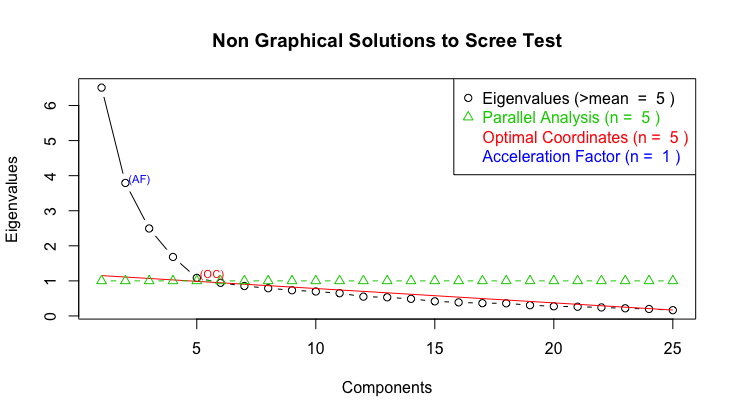 Non Graphical Solutions to Scree Test
Eigenvalues (>mean  =  5 )
Parallel Analysis (n =  5 )
Optimal Coordinates (n =  5 )
Acceleration Factor (n =  1 )
(AF)
(OC)
Eigenvalues
6
5
4
3
2
1
0
5
10
15
20
25
Components